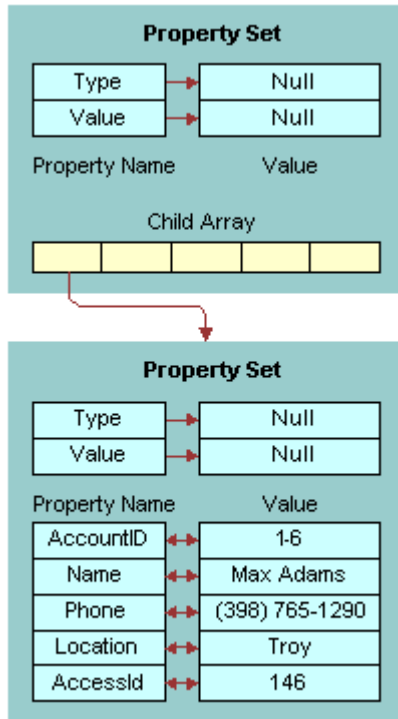 Property Set
Type Null
Value Null
Property Name Value
Child Array
Property Set
Type Null
Value Null
Property Name Value
AccountID 1-6
Name Max Adams
Phone (398) 765-1290
Location Troy
AccessId 146